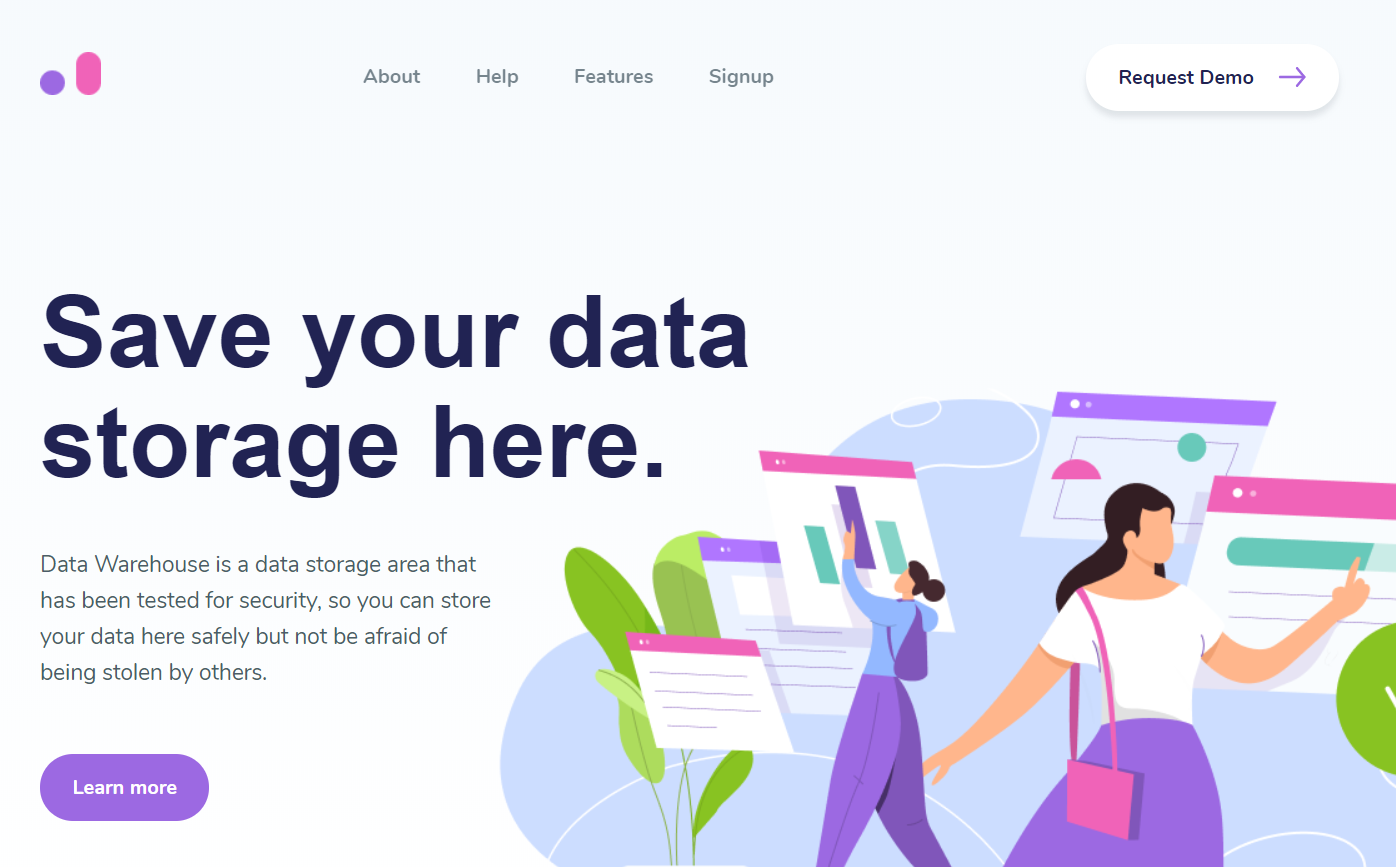 About Help Features Signup Request Demo
Save your data
storage here.
Data Warehouse is a data storage area that
has been tested for security, so you can store
your data here safely but not be afraid of
being stolen by others.
Learn more